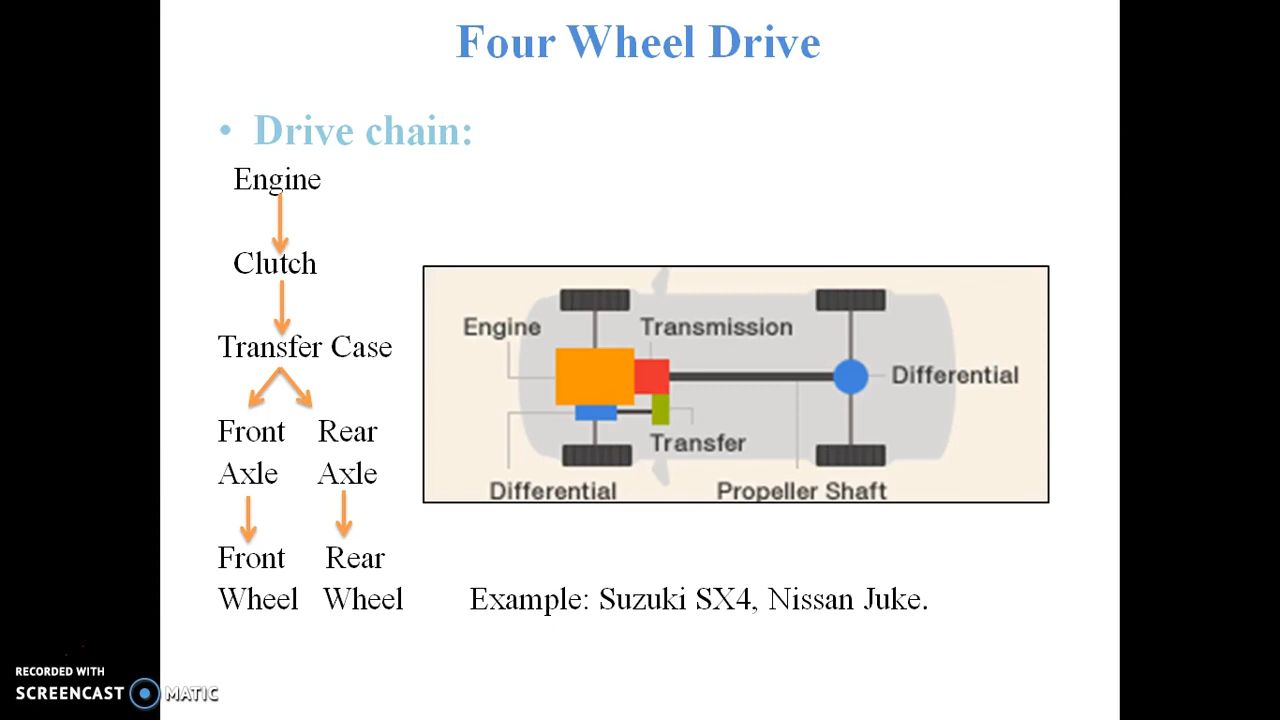 Four Wheel Drive
• Drive chain:
Engine
Clutch
Transfer Case
Front Rear
Axle Axle
Front Rear
Wheel Wheel
Engine
Transmission
Differential
Transfer
Differential
Propeller Shaft
Example: Suzuki SX4, Nissan Juke.
RECORDED WITH
SCREENCAST MATIC